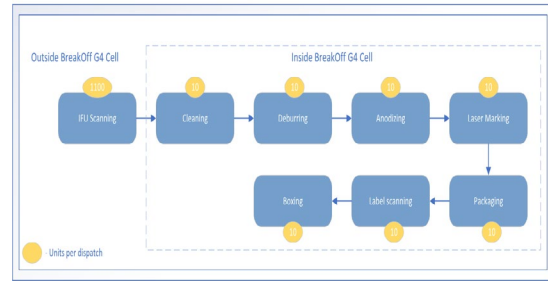 Outside BreakOff G4 Cell
Inside BreakOff G4 Cell
1100
10
10
10
10
IFU Scanning
Cleaning
Deburring
Anodizing
Laser Marking
Boxing
Label scanning
Packaging
10
10
10
Units per dispatch